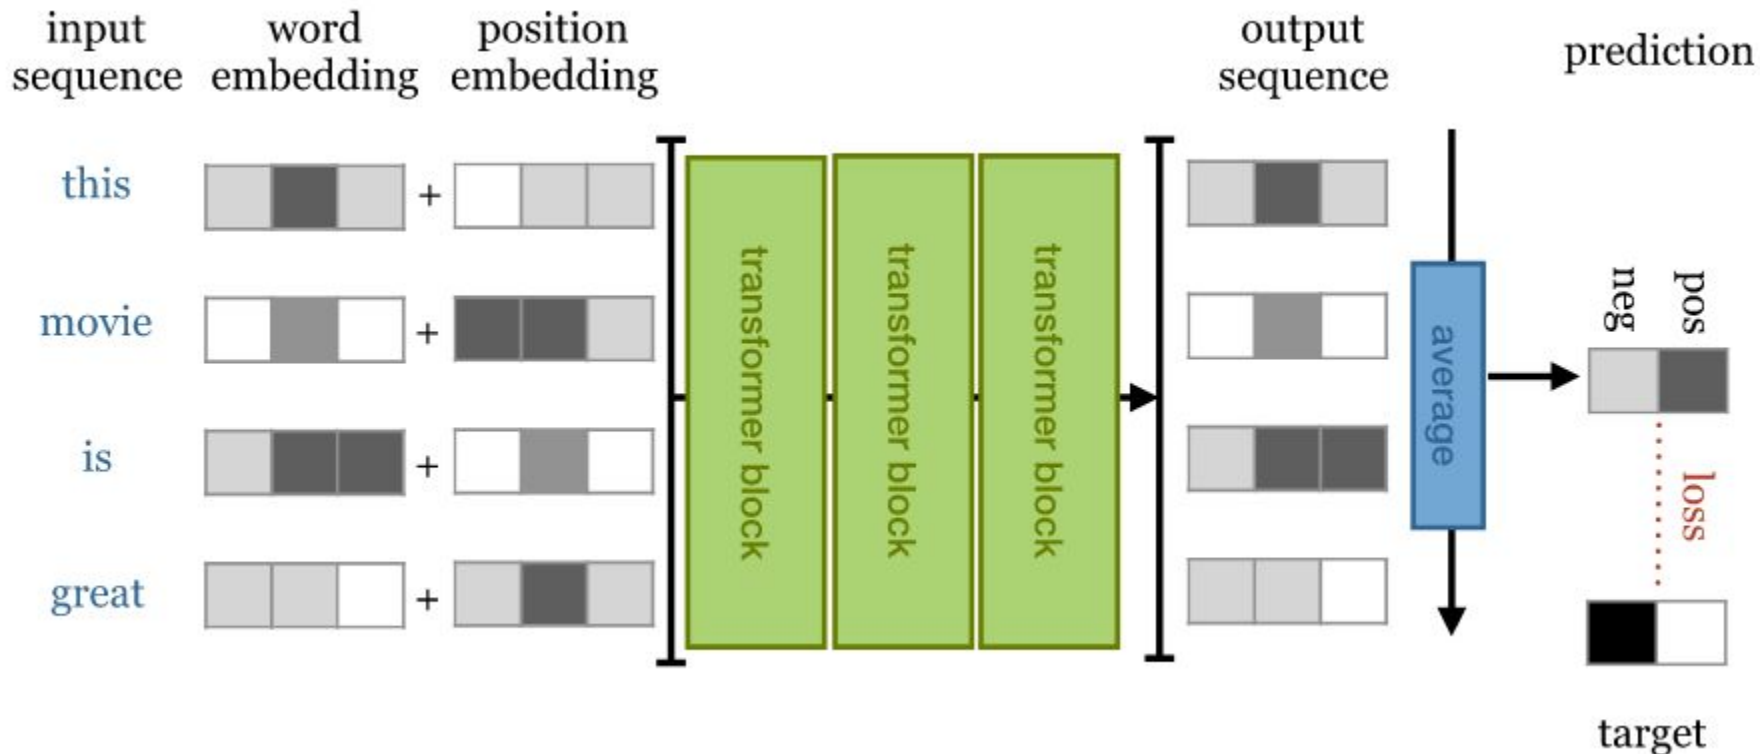 input
sequence
word
embedding
position
embedding
output
sequence
prediction
this
+
movie
+
is
+
great
+
transformer block
transformer block
transformer block
average
neg
pos
loss
target